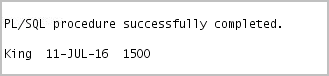 PL/SQL procedure successfully completed.
King  11-JUL-16  1500